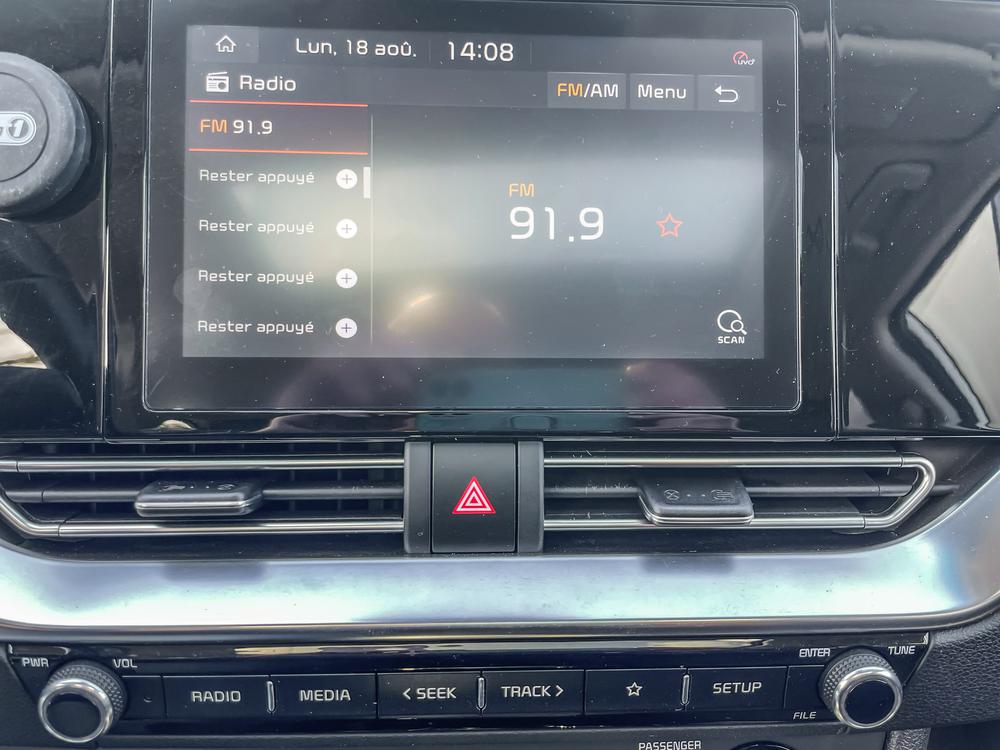 Lun, 18 aoû. 14:08
uvo
Radio FM/AM Menu
FM 91.9
Rester appuyé
Rester appuyé
Rester appuyé
Rester appuyé
FM
91.9
SCAN
PWR VOL
RADIO MEDIA < SEEK TRACK > SETUP
ENTER TUNE
FILE
PASSENGER